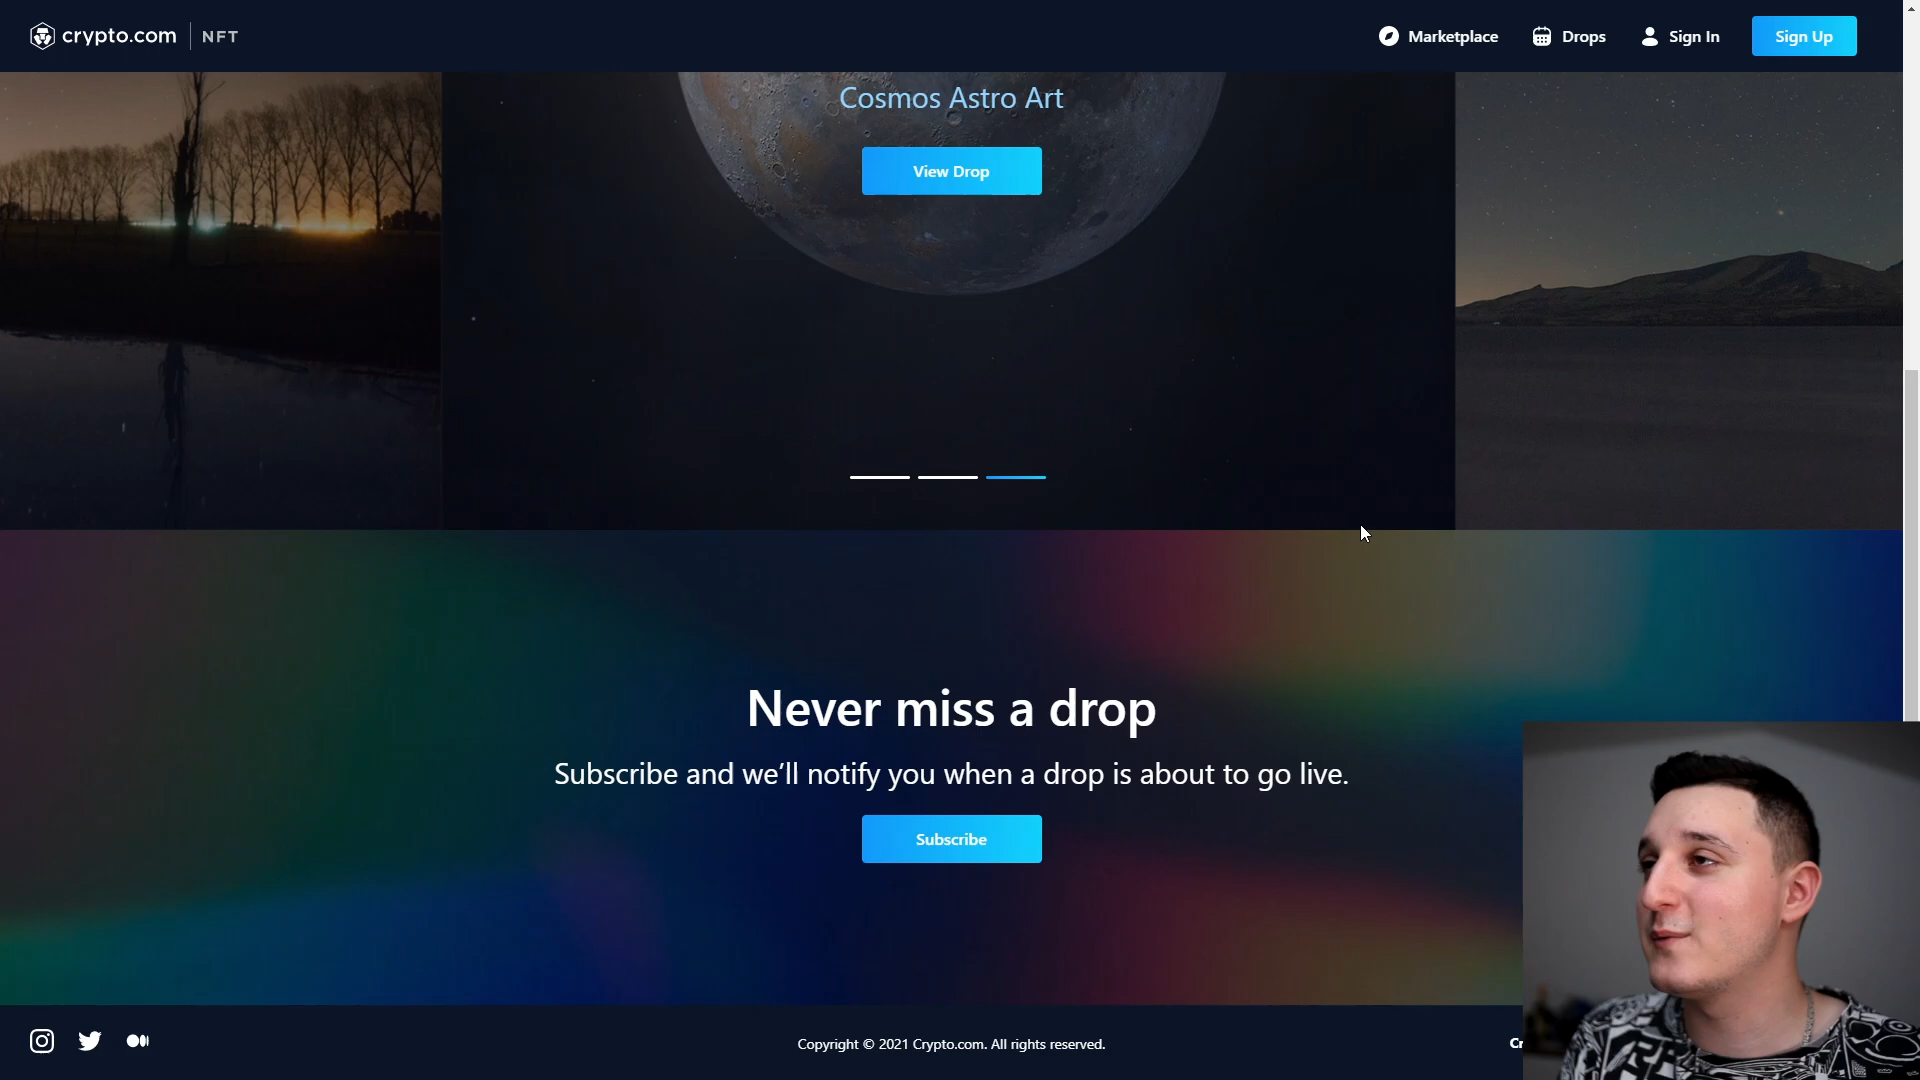 crypto.com | NFT
Marketplace
Drops
Sign In
Sign Up
Cosmos Astro Art
View Drop
Never miss a drop
Subscribe and we’ll notify you when a drop is about to go live.
Subscribe
Copyright © 2021 Crypto.com. All rights reserved.